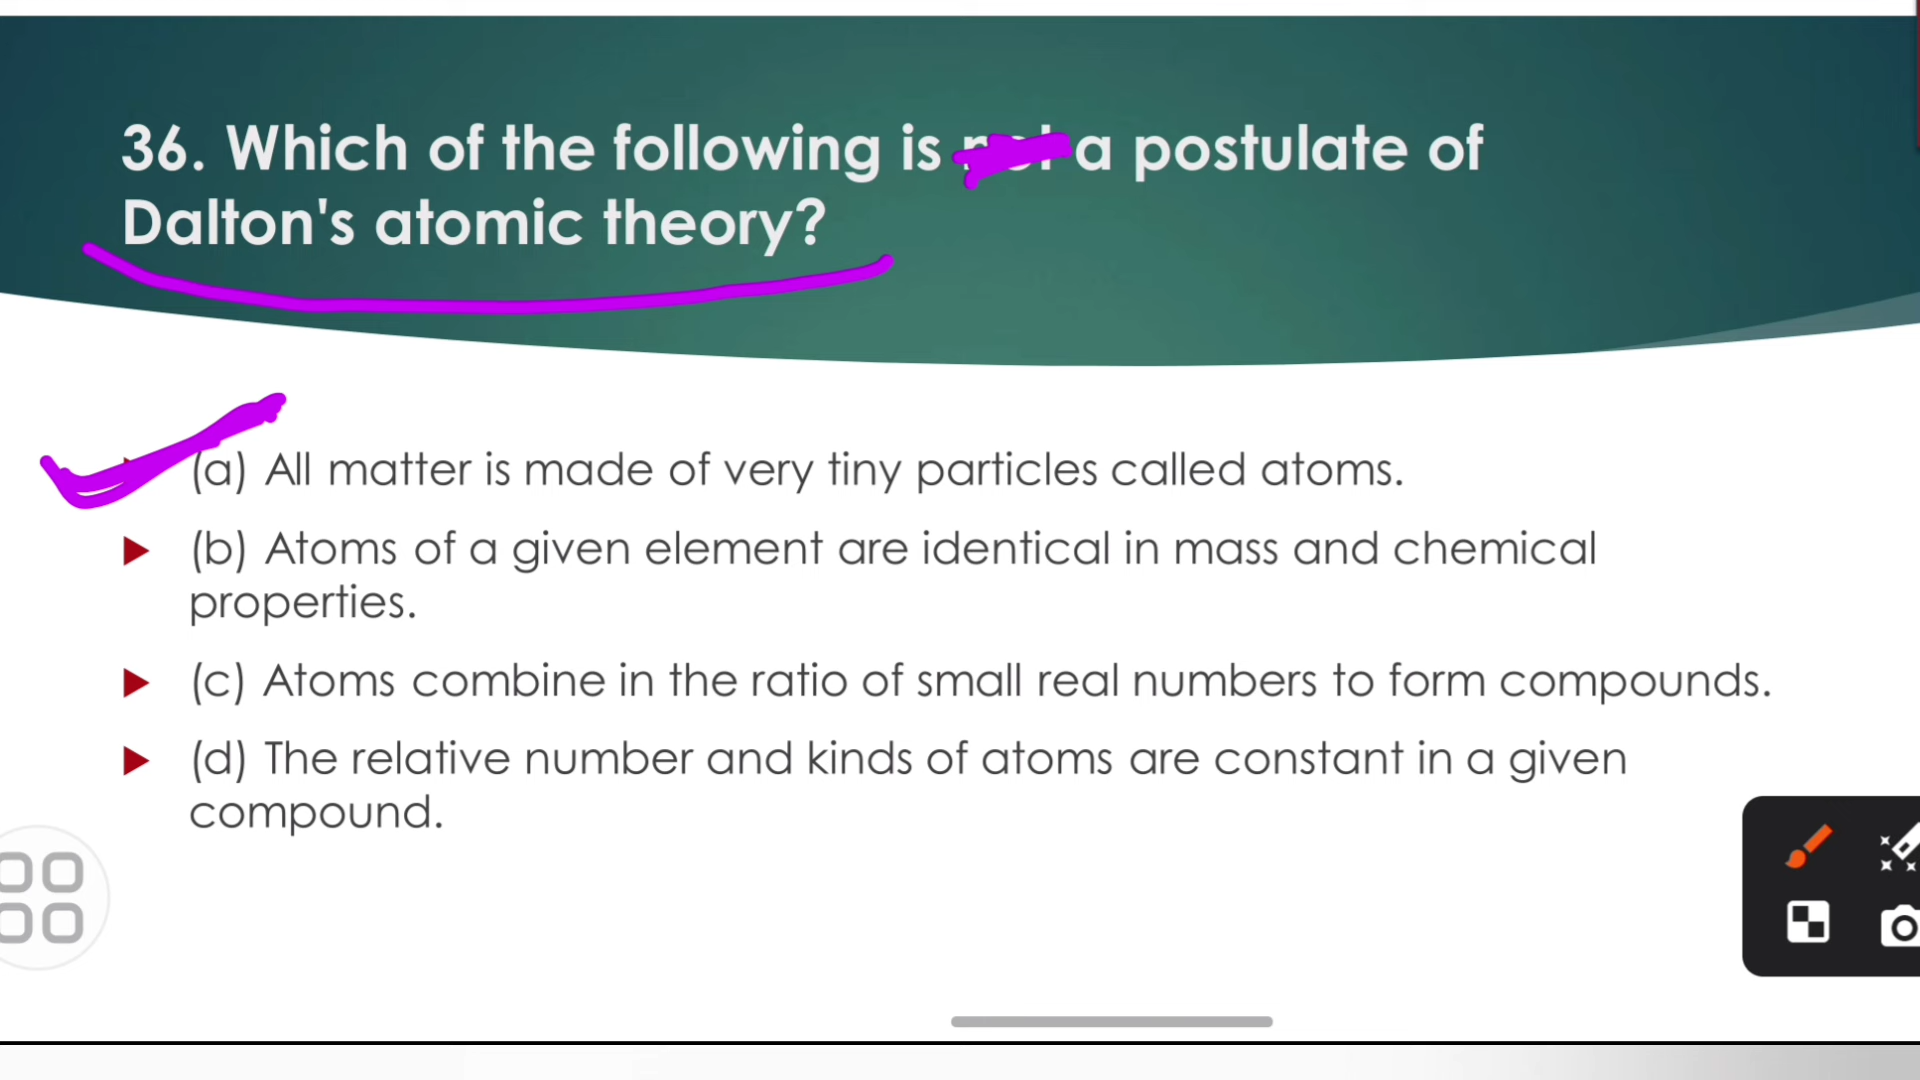 36. Which of the following is not a postulate of
Dalton's atomic theory?
(a) All matter is made of very tiny particles called atoms.
(b) Atoms of a given element are identical in mass and chemical
properties.
(c) Atoms combine in the ratio of small real numbers to form compounds.
(d) The relative number and kinds of atoms are constant in a given
compound.